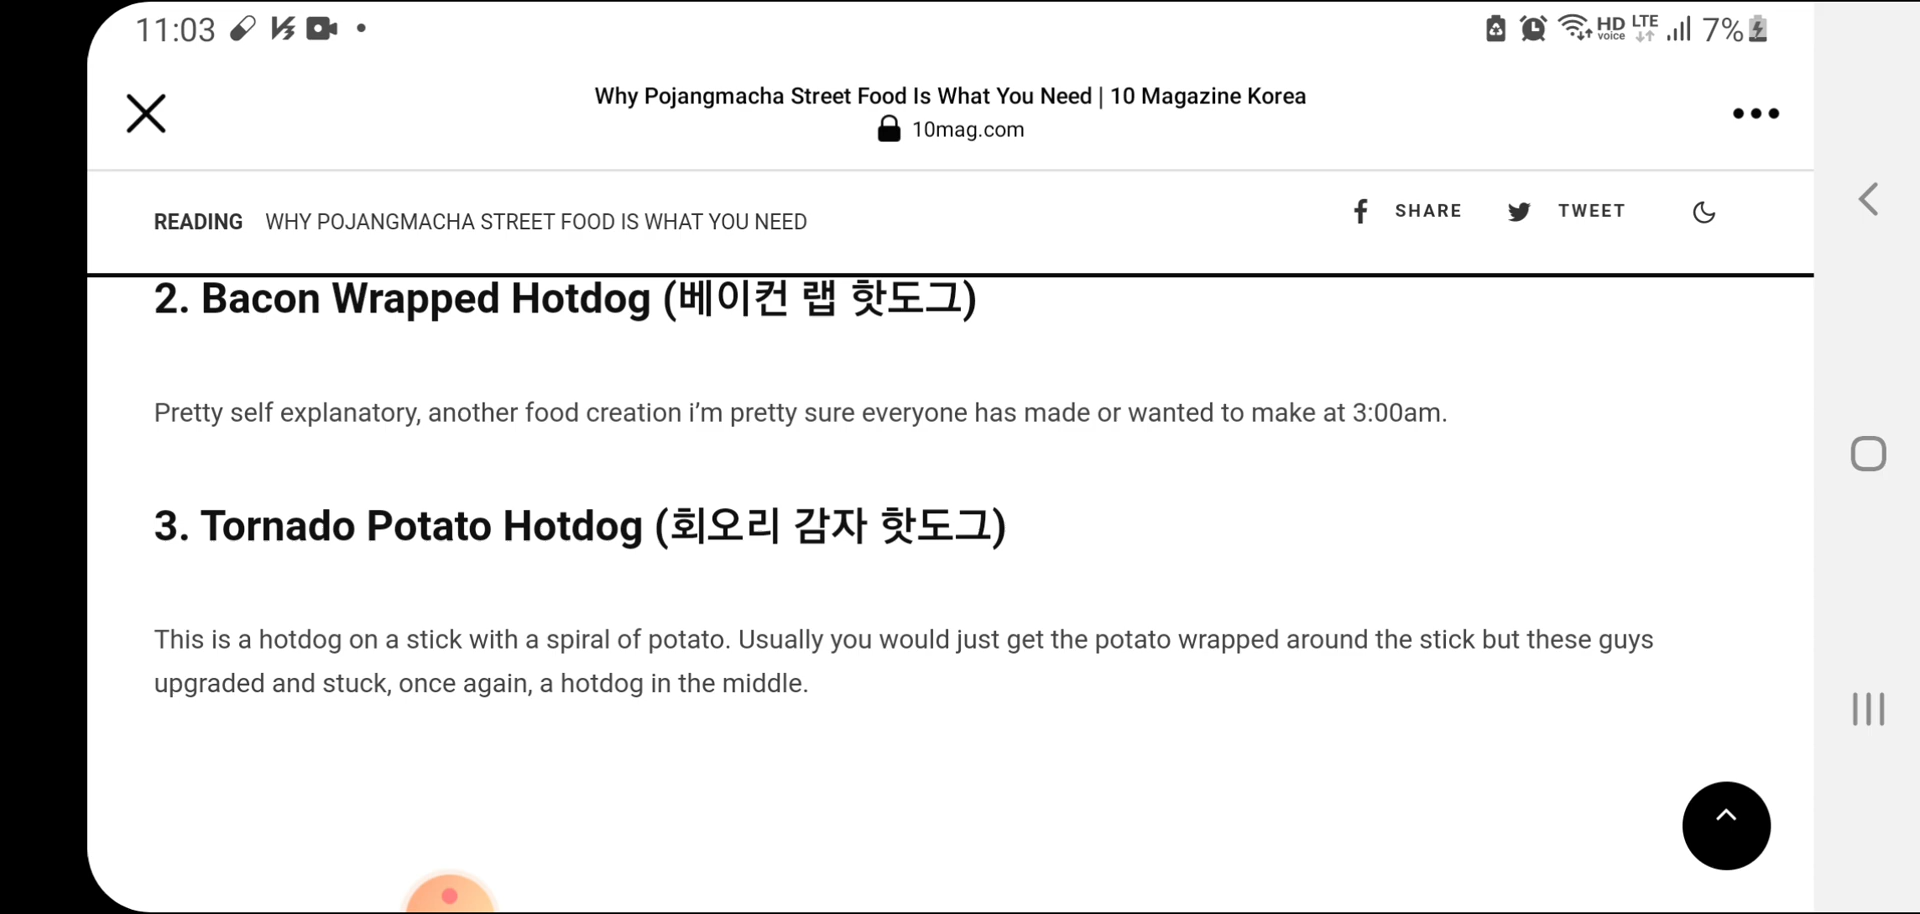 11:03
HD voice LTE 7%
Why Pojangmacha Street Food Is What You Need | 10 Magazine Korea
10mag.com
READING WHY POJANGMACHA STREET FOOD IS WHAT YOU NEED
SHARE TWEET
2. Bacon Wrapped Hotdog (베이컨 랩 핫도그)
Pretty self explanatory, another food creation i’m pretty sure everyone has made or wanted to make at 3:00am.
3. Tornado Potato Hotdog (회오리 감자 핫도그)
This is a hotdog on a stick with a spiral of potato. Usually you would just get the potato wrapped around the stick but these guys
upgraded and stuck, once again, a hotdog in the middle.